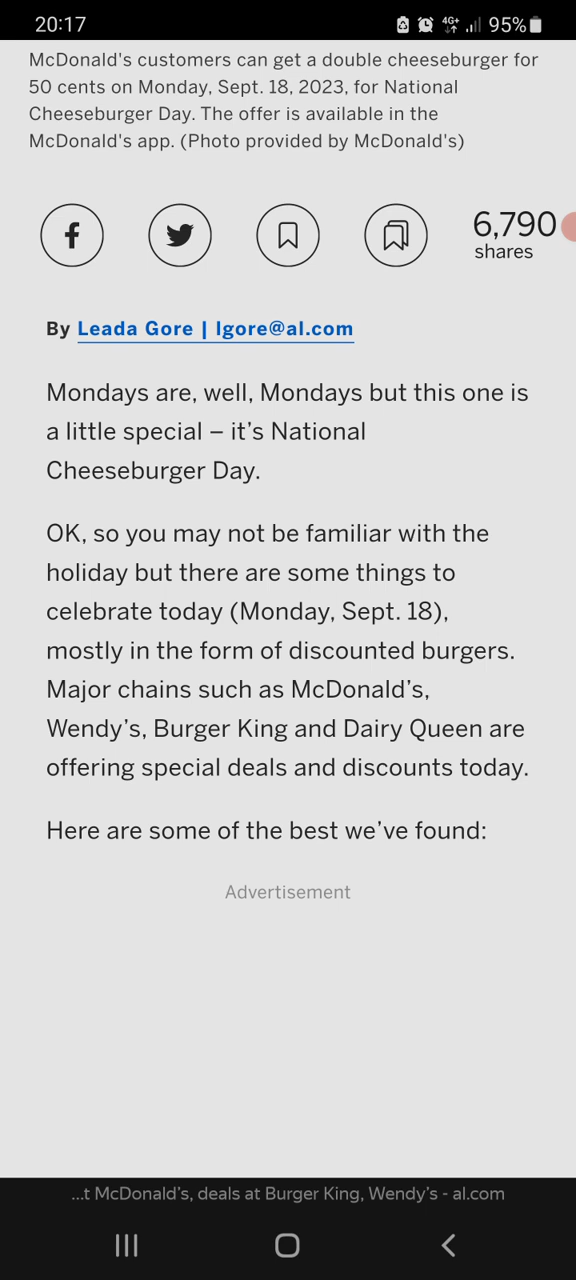 20:17
4G+ 95%
McDonald's customers can get a double cheeseburger for
50 cents on Monday, Sept. 18, 2023, for National
Cheeseburger Day. The offer is available in the
McDonald's app. (Photo provided by McDonald's)
6,790
shares
By Leada Gore | lgore@al.com
Mondays are, well, Mondays but this one is
a little special – it’s National
Cheeseburger Day.
OK, so you may not be familiar with the
holiday but there are some things to
celebrate today (Monday, Sept. 18),
mostly in the form of discounted burgers.
Major chains such as McDonald’s,
Wendy’s, Burger King and Dairy Queen are
offering special deals and discounts today.
Here are some of the best we’ve found:
Advertisement
...t McDonald’s, deals at Burger King, Wendy’s - al.com